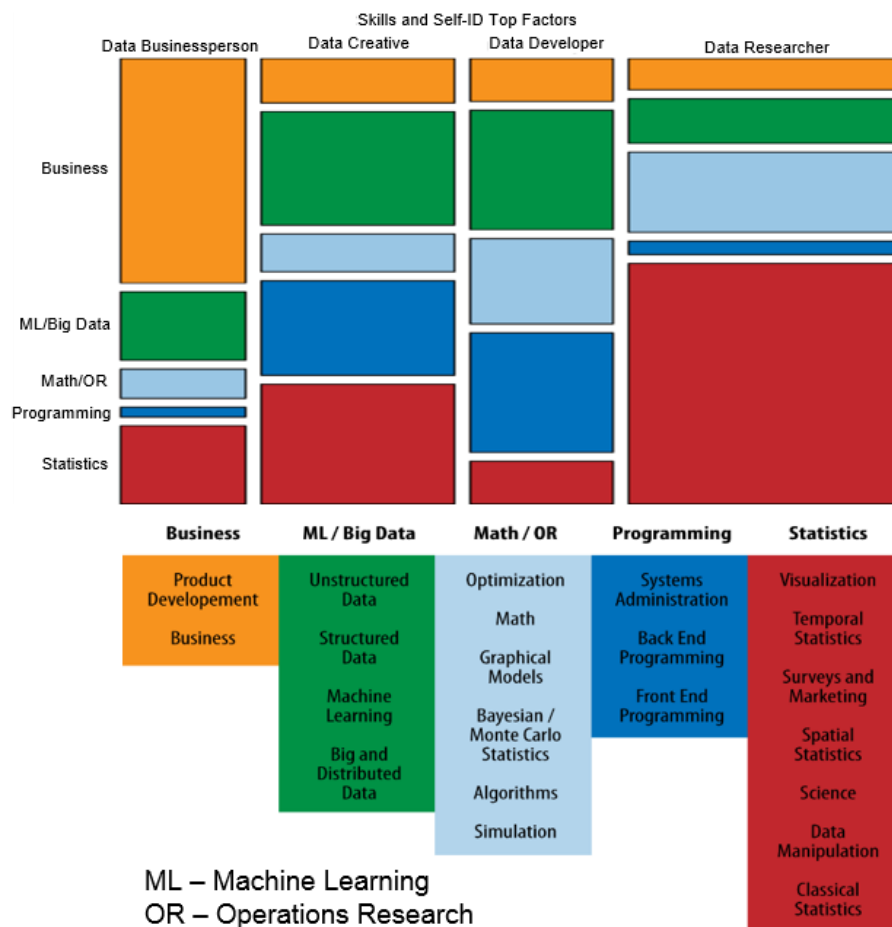 Skills and Self-ID Top Factors
Data Businessperson
Data Creative
Data Developer
Data Researcher
Business
ML/Big Data
Math/OR
Programming
Statistics
Business
Product
Developement
Business
ML / Big Data
Unstructured
Data
Structured
Data
Machine
Learning
Big and
Distributed
Data
Math / OR
Optimization
Math
Graphical
Models
Bayesian /
Monte Carlo
Statistics
Algorithms
Simulation
Programming
Systems
Administration
Back End
Programming
Front End
Programming
Statistics
Visualization
Temporal
Statistics
Surveys and
Marketing
Spatial
Statistics
Science
Data
Manipulation
Classical
Statistics
ML – Machine Learning
OR – Operations Research